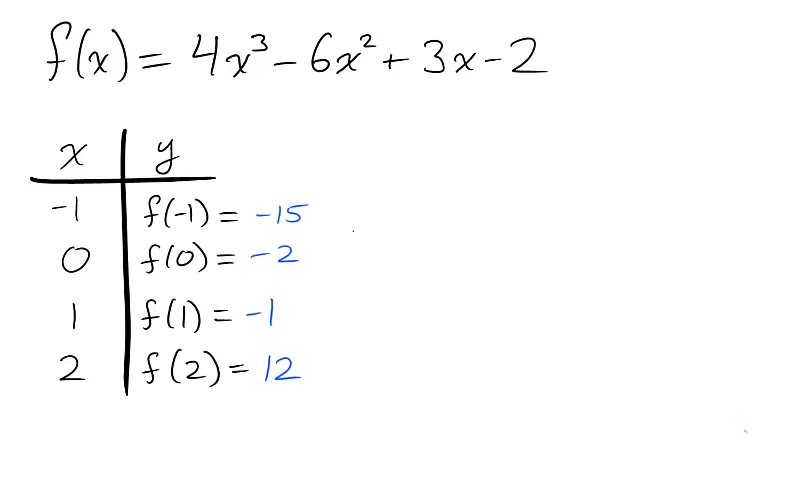 f(x) = 4x³ - 6x² + 3x - 2
x y
-1 f(-1) = -15
0 f(0) = -2
1 f(1) = -1
2 f(2) = 12